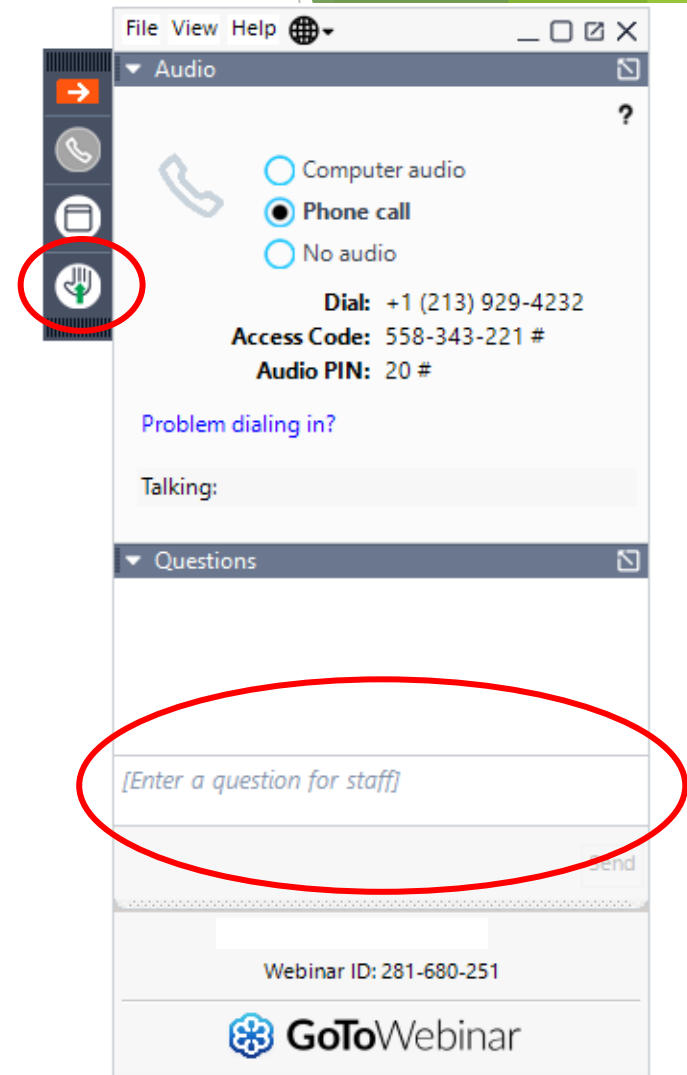 File View Help
Audio
?
Computer audio
Phone call
No audio
Dial: +1 (213) 929-4232
Access Code: 558-343-221 #
Audio PIN: 20 #
Problem dialing in?
Talking:
Questions
[Enter a question for staff]
Send
Webinar ID: 281-680-251
GoToWebinar